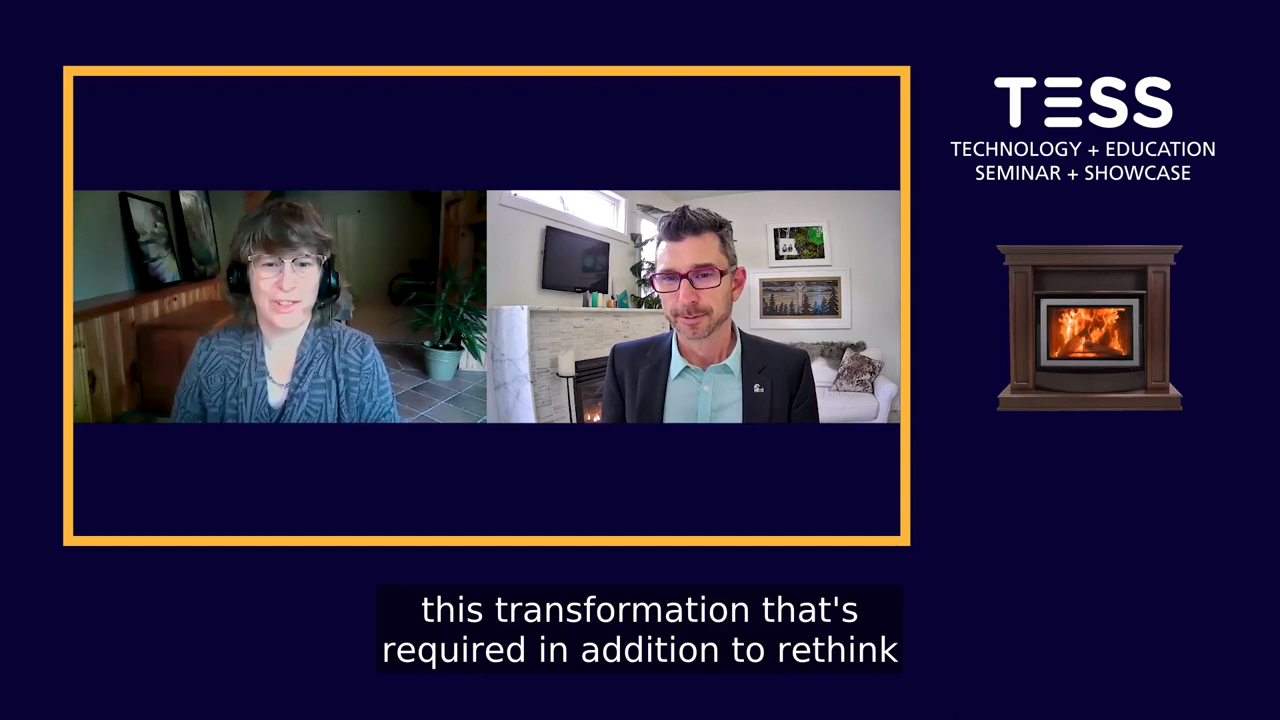 TESS
TECHNOLOGY + EDUCATION
SEMINAR + SHOWCASE
this transformation that's
required in addition to rethink